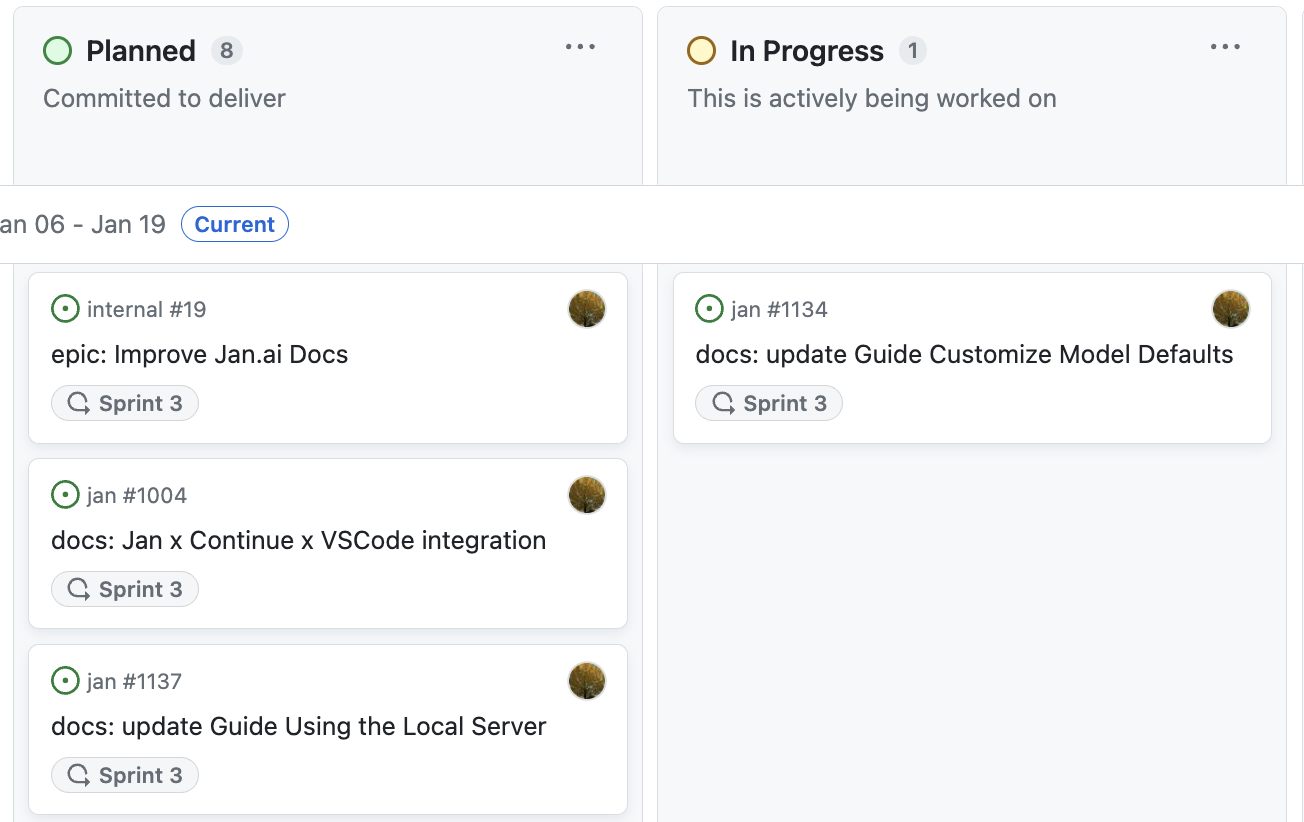 Planned 8
Committed to deliver
In Progress 1
This is actively being worked on
an 06 - Jan 19 Current
internal #19
epic: Improve Jan.ai Docs
Sprint 3
jan #1004
docs: Jan x Continue x VSCode integration
Sprint 3
jan #1137
docs: update Guide Using the Local Server
Sprint 3
jan #1134
docs: update Guide Customize Model Defaults
Sprint 3